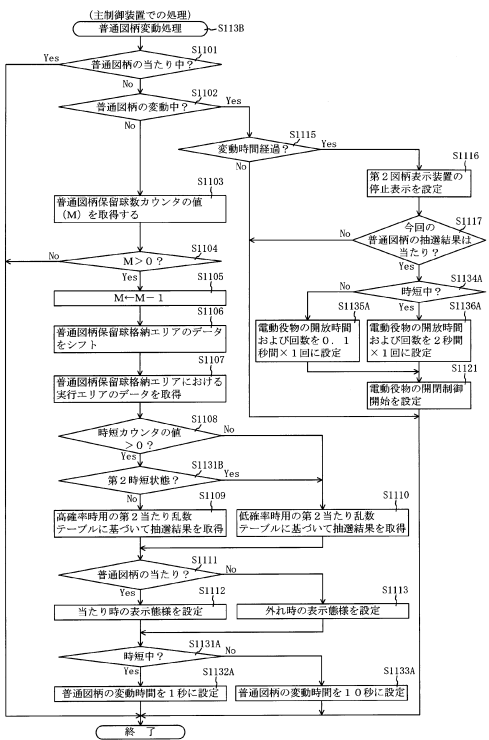 (主制御装置での処理)
普通図柄変動処理
S113B
S1101
Yes
普通図柄の当たり中？
No
S1102
普通図柄の変動中？
Yes
No
S1115
変動時間経過？
Yes
No
S1116
第２図柄表示装置の
停止表示を設定
S1103
普通図柄保留球数カウンタの値
(Ｍ)を取得する
S1117
今回の
普通図柄の抽選結果は
当たり？
No
Yes
S1104
No
Ｍ＞０？
Yes
S1134A
No
時短中？
Yes
S1105
Ｍ←Ｍ－１
S1135A
電動役物の開放時間
および回数を０．１
秒間×１回に設定
S1136A
電動役物の開放時間
および回数を２秒間
×１回に設定
S1106
普通図柄保留球格納エリアのデータ
をシフト
S1121
電動役物の開閉制御
開始を設定
S1107
普通図柄保留球格納エリアにおける
実行エリアのデータを取得
S1108
時短カウンタの値
＞０？
No
Yes
S1131B
第２時短状態？
Yes
No
S1109
高確率時用の第２当たり乱数
テーブルに基づいて抽選結果を取得
S1110
低確率時用の第２当たり乱数
テーブルに基づいて抽選結果を取得
S1111
普通図柄の当たり？
No
Yes
S1112
当たり時の表示態様を設定
S1113
外れ時の表示態様を設定
S1131A
時短中？
No
Yes
S1132A
普通図柄の変動時間を１秒に設定
S1133A
普通図柄の変動時間を１０秒に設定
終 了